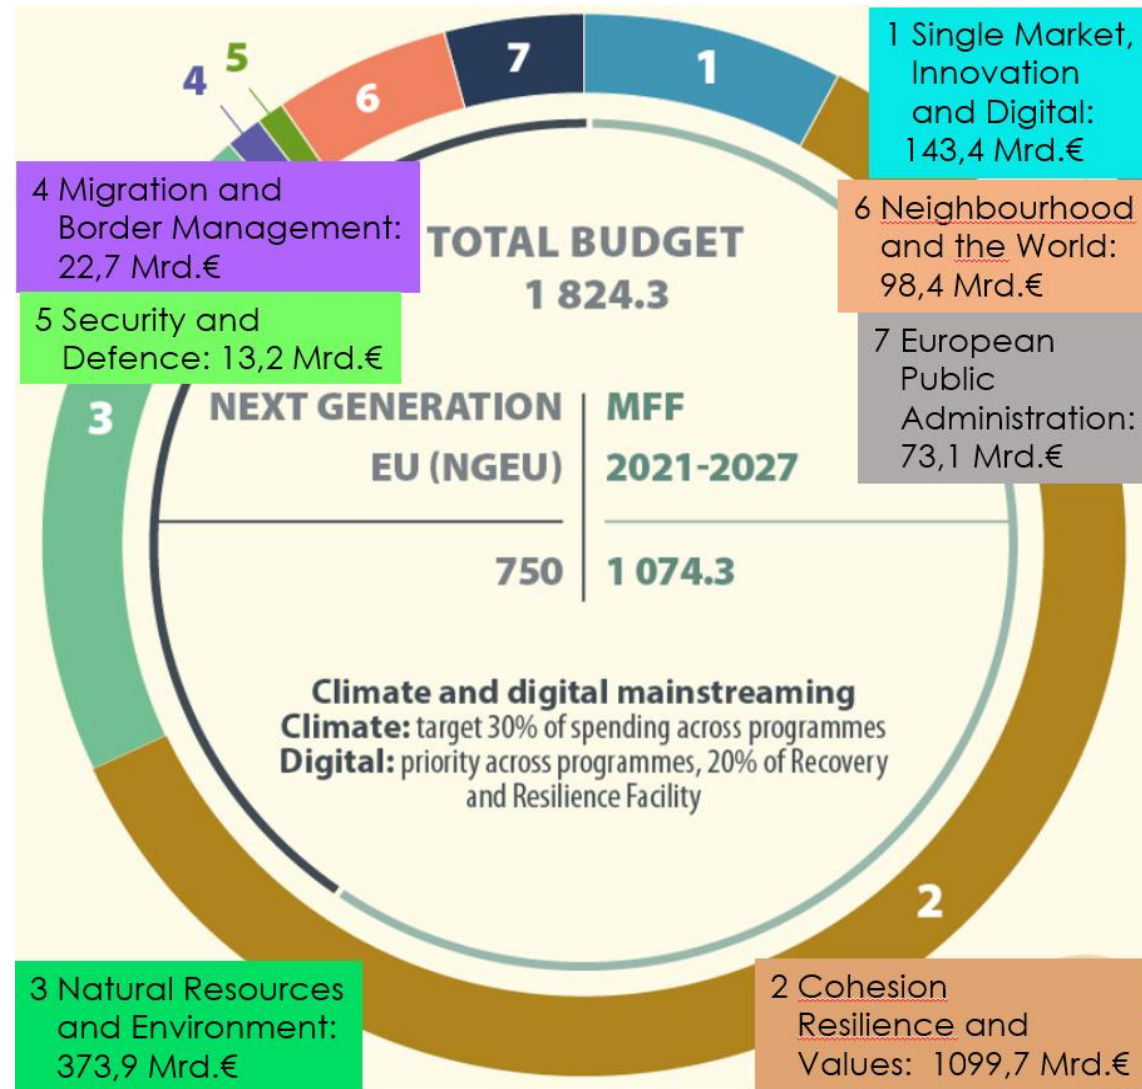 7
1
5
4
6
1 Single Market,
Innovation
and Digital:
143,4 Mrd.€
4 Migration and
Border Management:
22,7 Mrd.€
6 Neighbourhood
and the World:
98,4 Mrd.€
TOTAL BUDGET
1 824.3
5 Security and
Defence: 13,2 Mrd.€
7 European
Public
Administration:
73,1 Mrd.€
3
NEXT GENERATION
EU (NGEU)
MFF
2021-2027
750
1 074.3
Climate and digital mainstreaming
Climate: target 30% of spending across programmes
Digital: priority across programmes, 20% of Recovery
and Resilience Facility
2
3 Natural Resources
and Environment:
373,9 Mrd.€
2 Cohesion
Resilience and
Values: 1099,7 Mrd.€